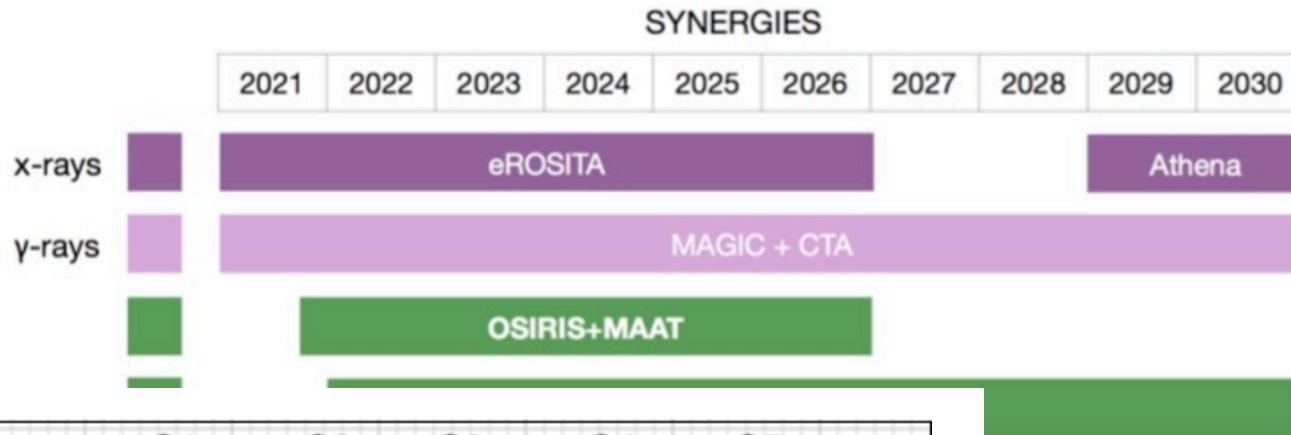 SYNERGIES
2021 2022 2023 2024 2025 2026 2027 2028 2029 2030
x-rays eROSITA Athena
γ-rays MAGIC + CTA
OSIRIS+MAAT